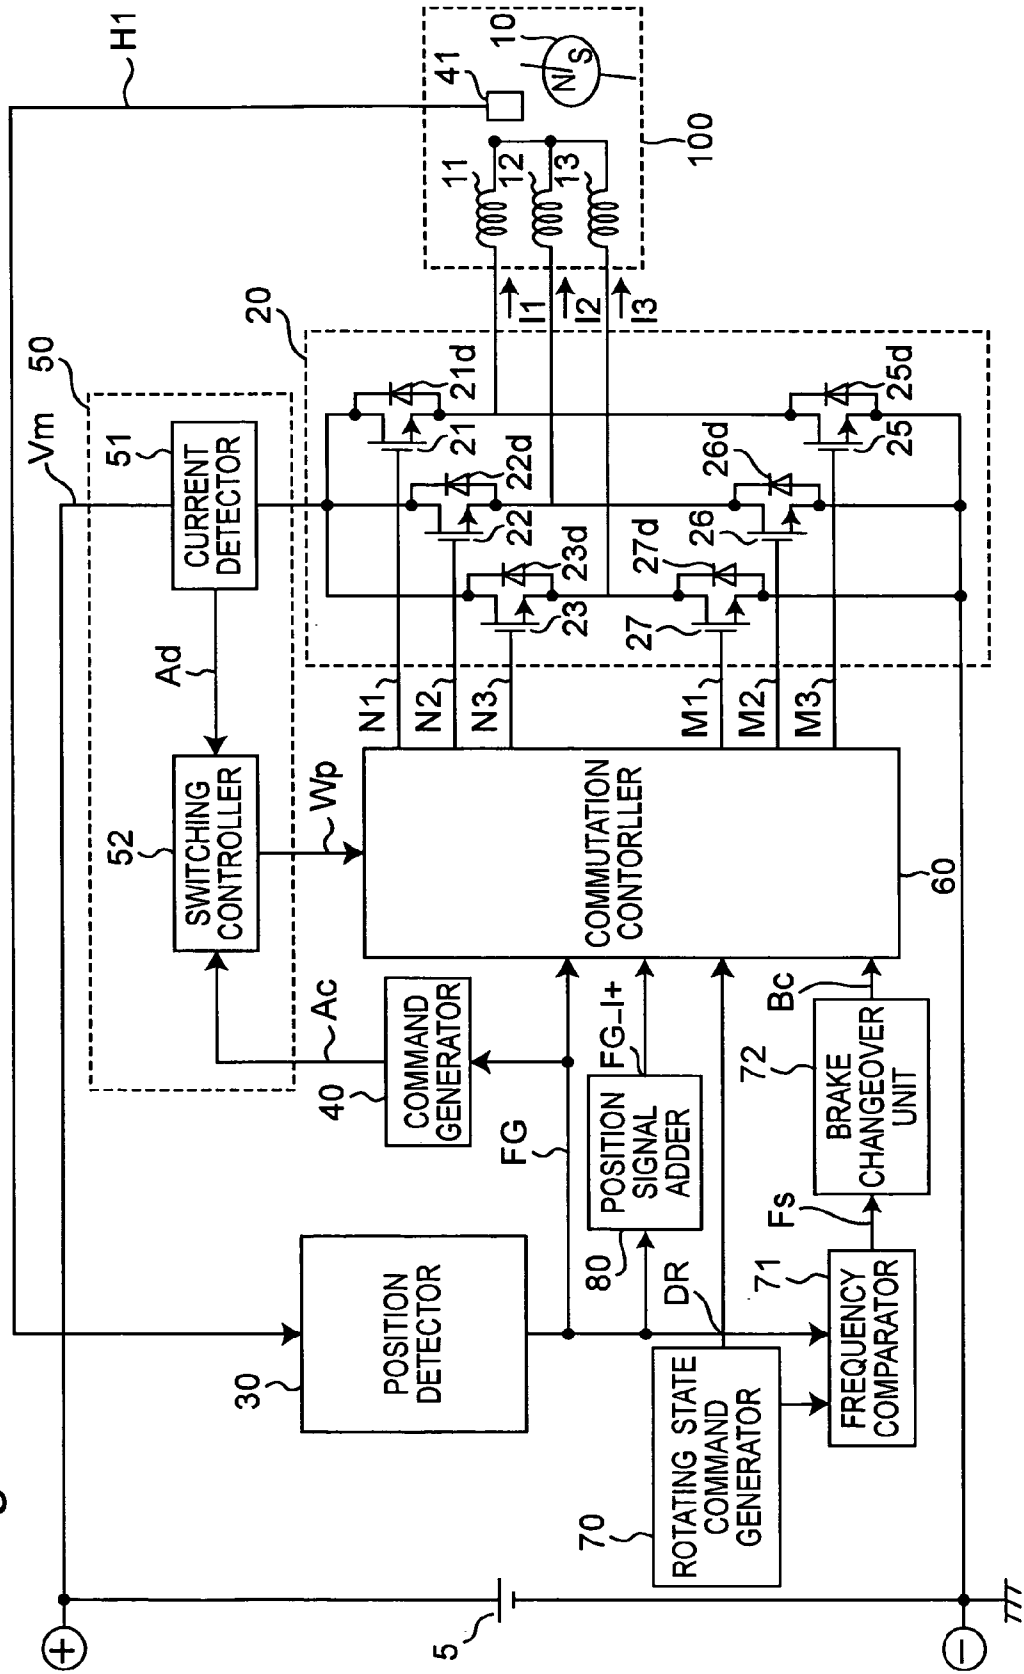 H1
Vm
50
51
CURRENT
DETECTOR
Ad
52
SWITCHING
CONTROLLER
Wp
Ac
40
COMMAND
GENERATOR
30
POSITION
DETECTOR
FG
80
POSITION
SIGNAL
ADDER
FG-I+
DR
70
ROTATING STATE
COMMAND
GENERATOR
71
FREQUENCY
COMPARATOR
Fs
72
BRAKE
CHANGEOVER
UNIT
Bc
COMMUTATION
CONTORLLER
60
N1
N2
N3
M1
M2
M3
20
21d
21
22d
22
23d
23
25d
25
26d
26
27d
27
I1
I2
I3
100
10
N
S
41
11
12
13
5
+
−